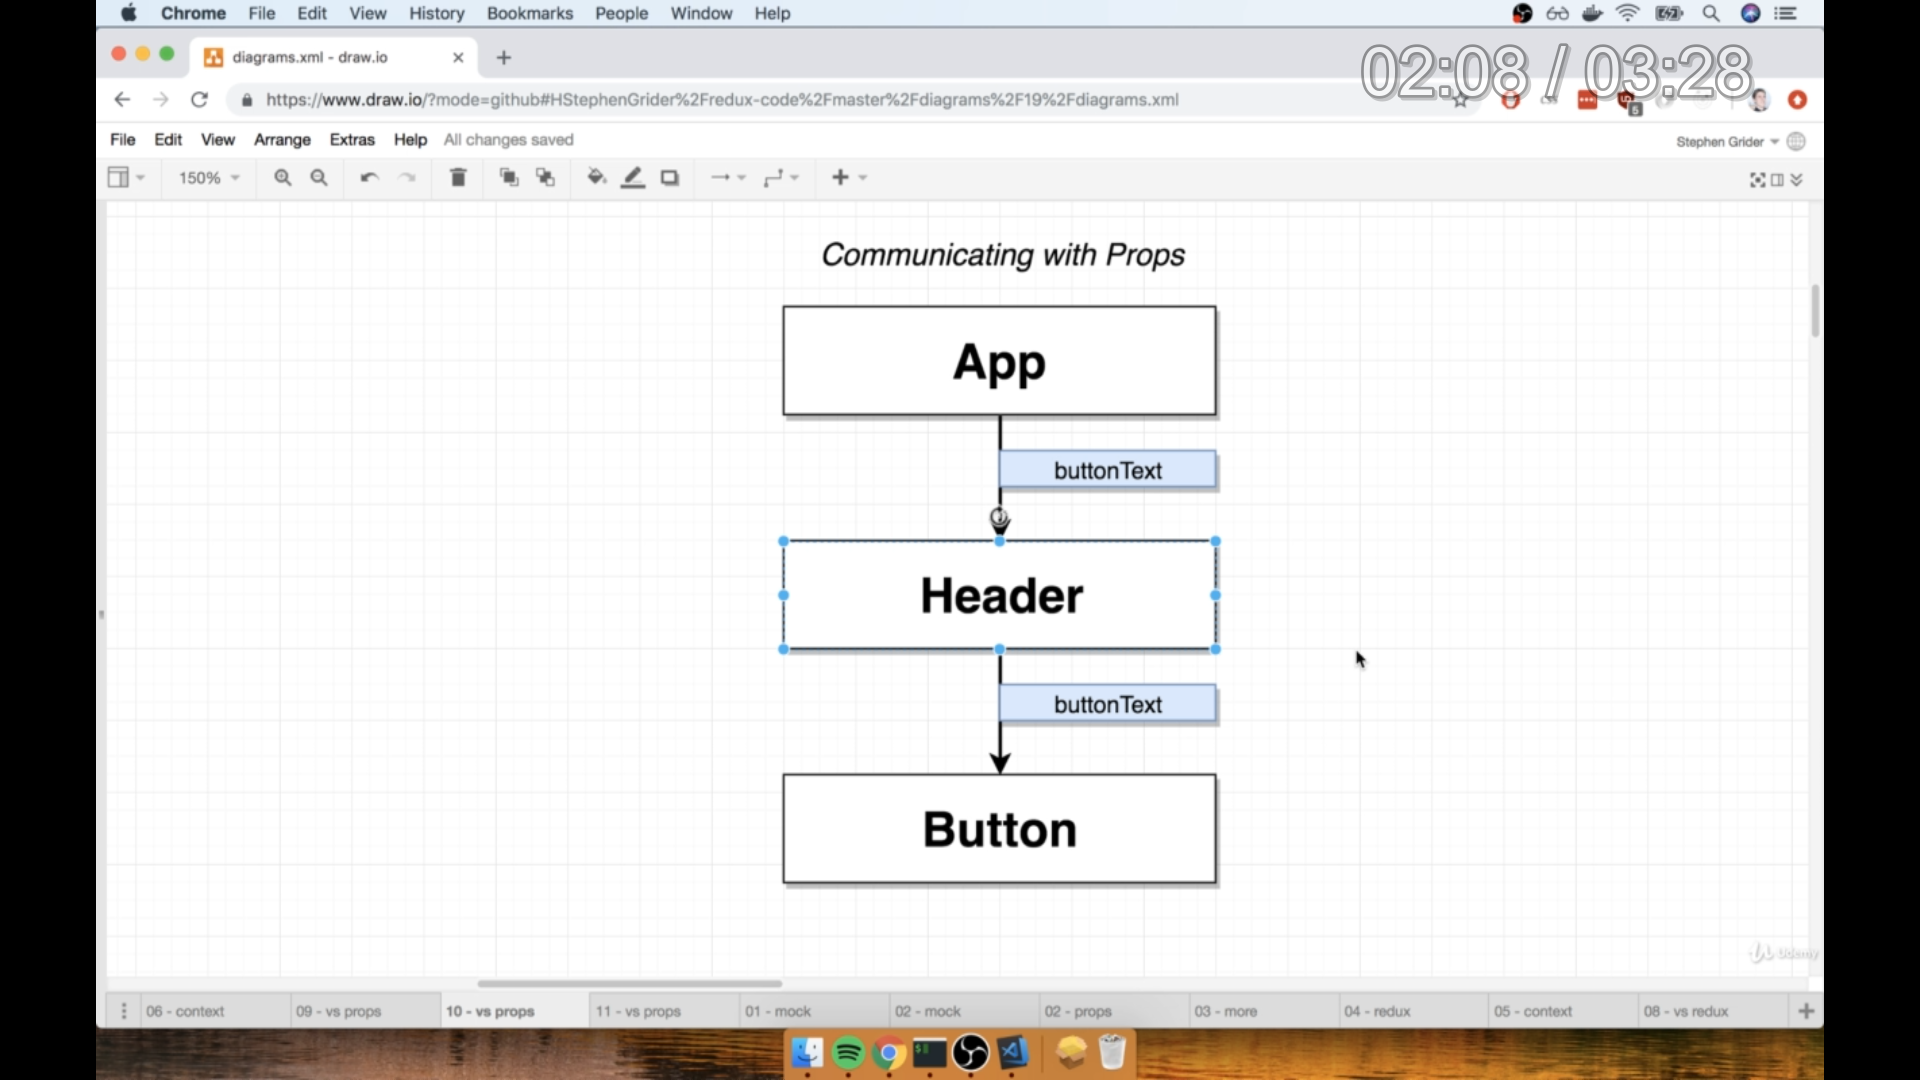 Chrome File Edit View History Bookmarks People Window Help
diagrams.xml - draw.io
02:08 / 03:28
https://www.draw.io/?mode=github#HStephenGrider%2Fredux-code%2Fmaster%2Fdiagrams%2F19%2Fdiagrams.xml
File Edit View Arrange Extras Help All changes saved
Stephen Grider
150%
Communicating with Props
App
buttonText
Header
buttonText
Button
Udemy
06 - context 09 - vs props 10 - vs props 11 - vs props 01 - mock 02 - mock 02 - props 03 - more 04 - redux 05 - context 08 - vs redux